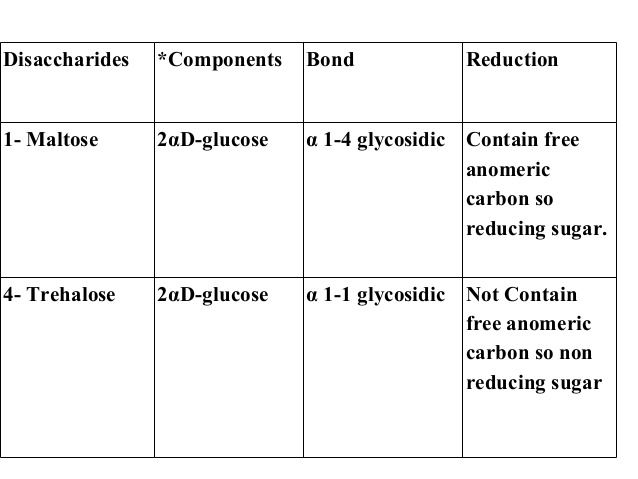 Disaccharides *Components Bond Reduction
1- Maltose 2αD-glucose α 1-4 glycosidic Contain free
anomeric
carbon so
reducing sugar.
4- Trehalose 2αD-glucose α 1-1 glycosidic Not Contain
free anomeric
carbon so non
reducing sugar